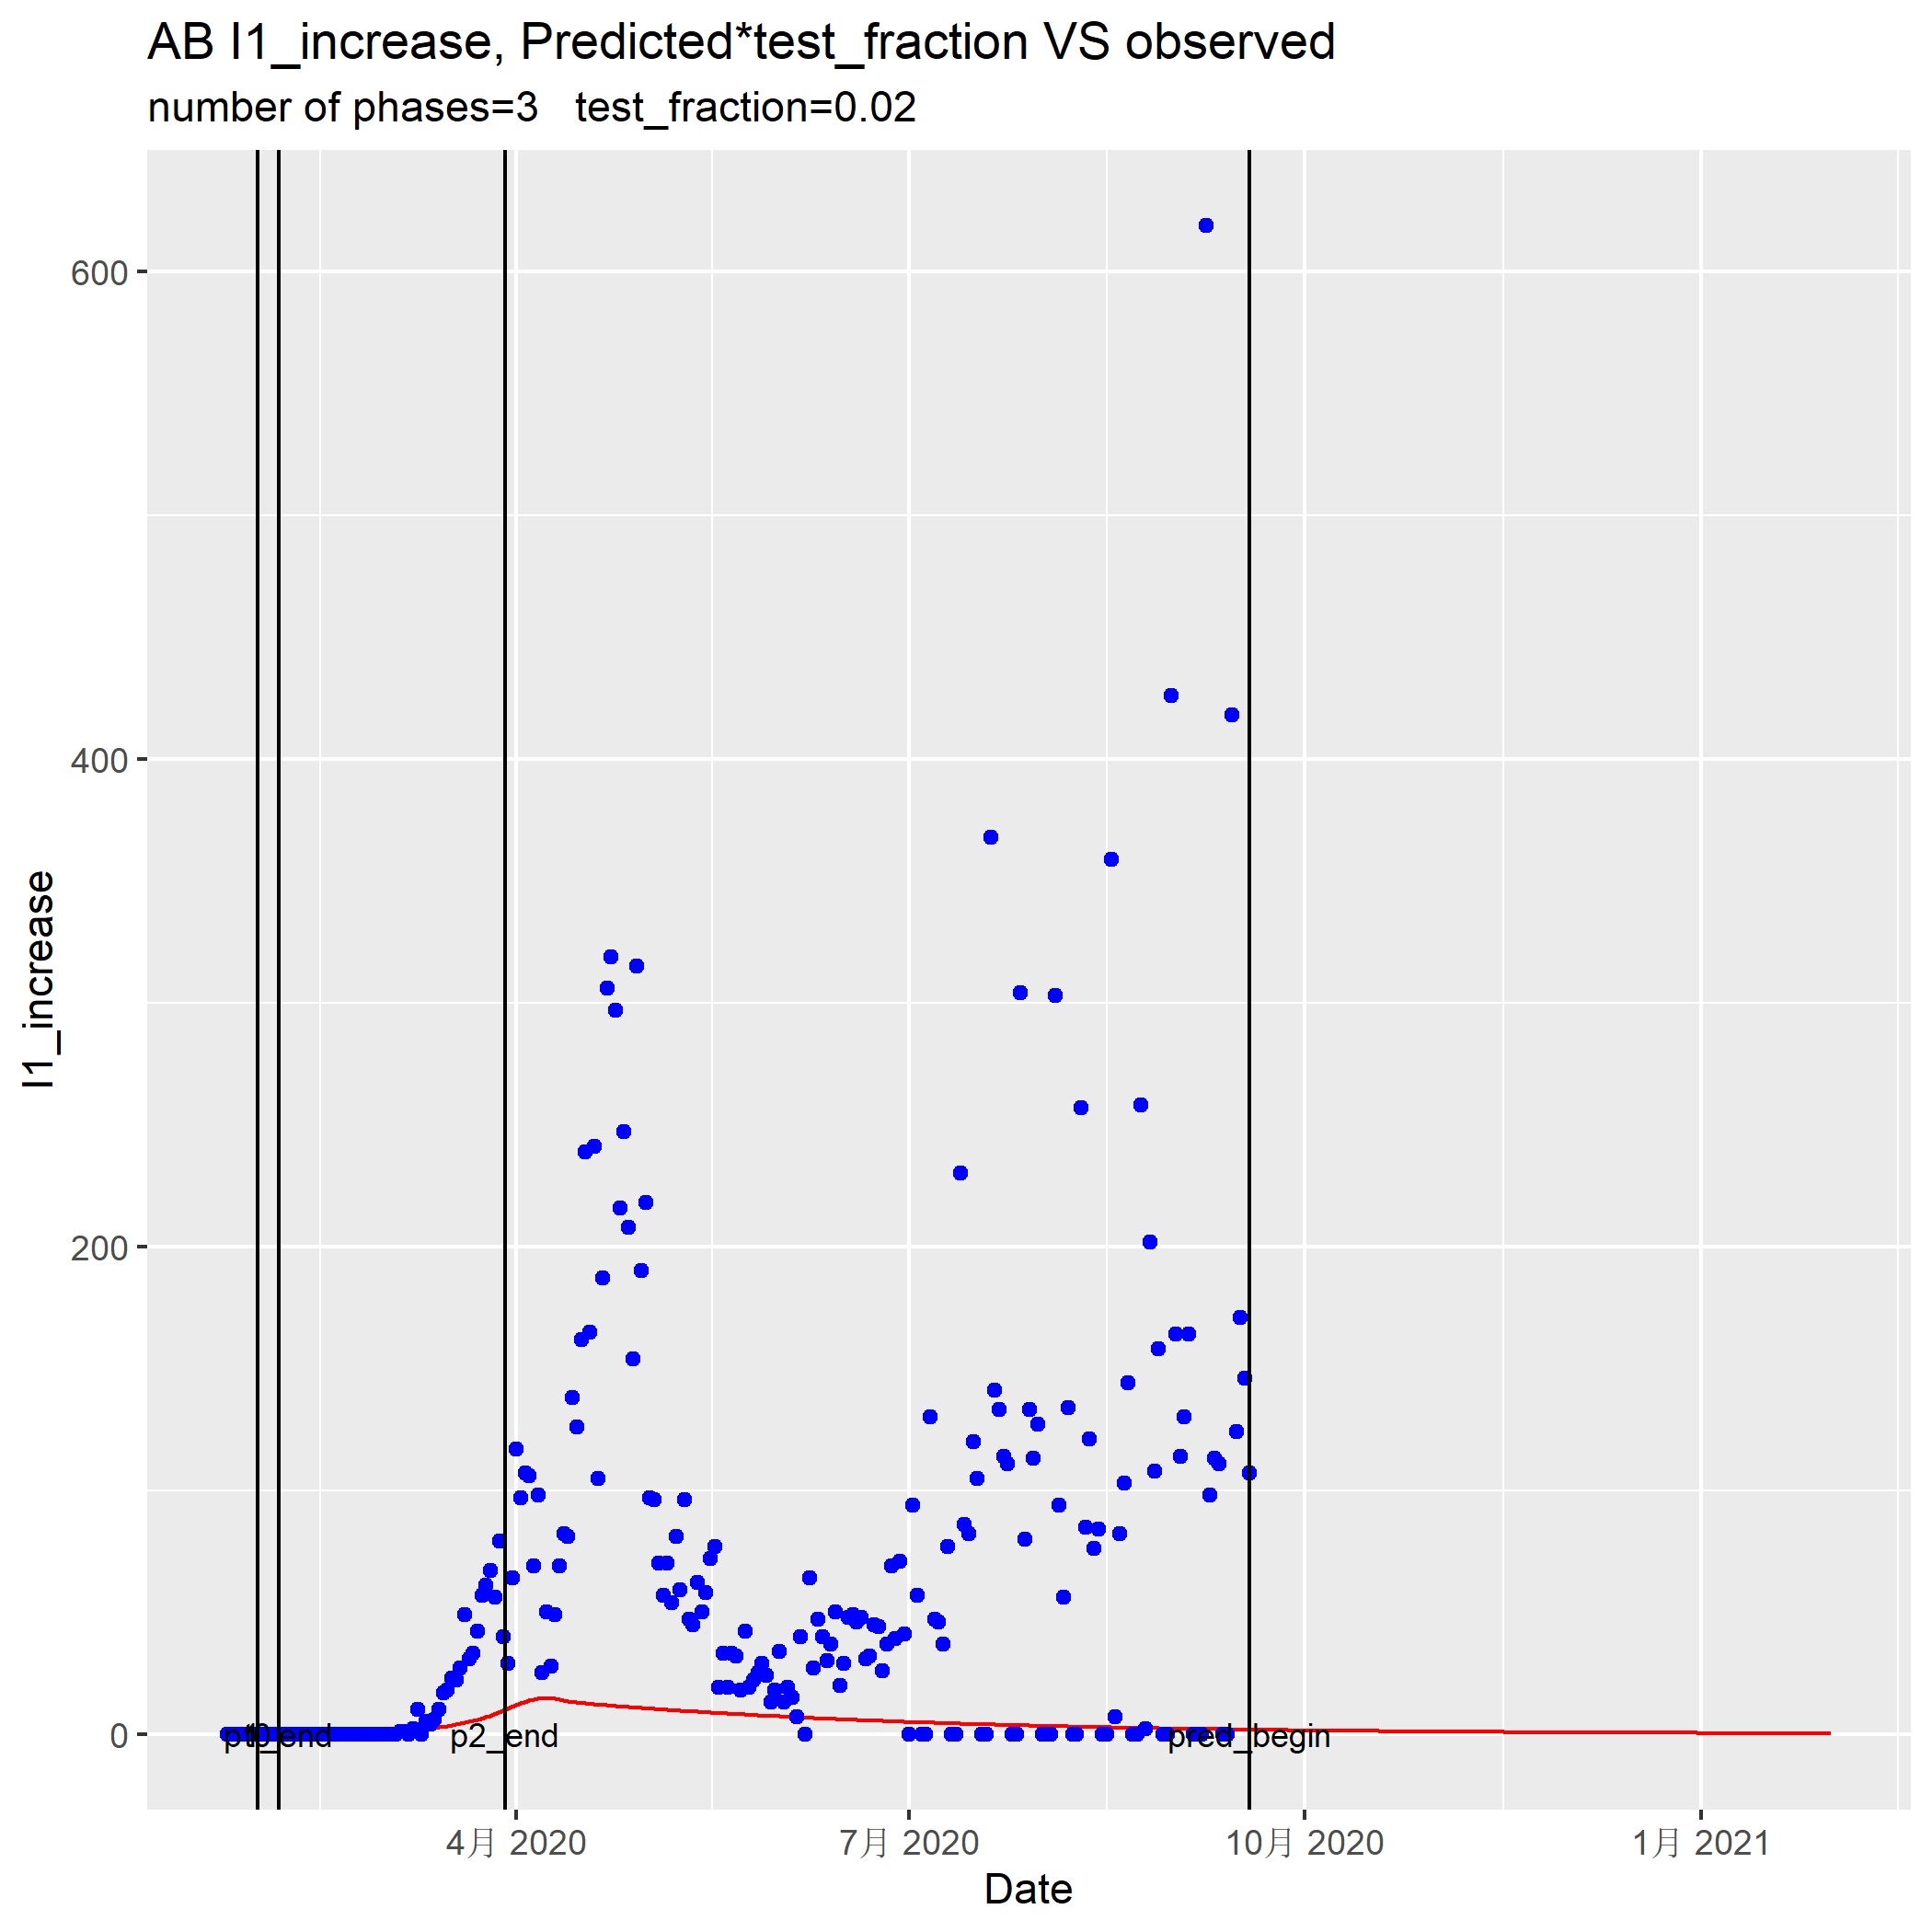 AB I1_increase, Predicted*test_fraction VS observed
number of phases=3   test_fraction=0.02
I1_increase
600
400
200
0
p2_end
pred_begin
4月 2020
7月 2020
10月 2020
1月 2021
Date